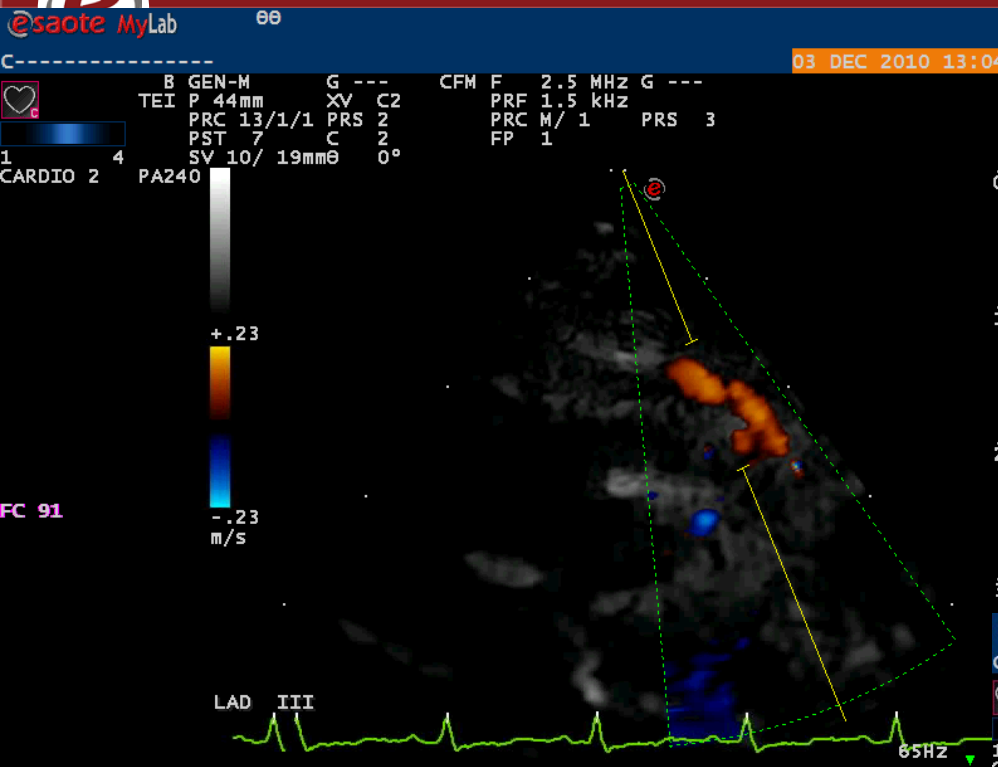 esaote MyLab
ΘΘ
C----------------
03 DEC 2010 13:04
B GEN-M G --- CFM F 2.5 MHz G ---
TEI P 44mm XV C2 PRF 1.5 kHz
PRC 13/1/1 PRS 2 PRC M/ 1 PRS 3
PST 7 C 2 FP 1
SV 10/ 19mmθ 0°
1 4
CARDIO 2 PA240
e
+.23
FC 91
-.23
m/s
LAD III
65Hz